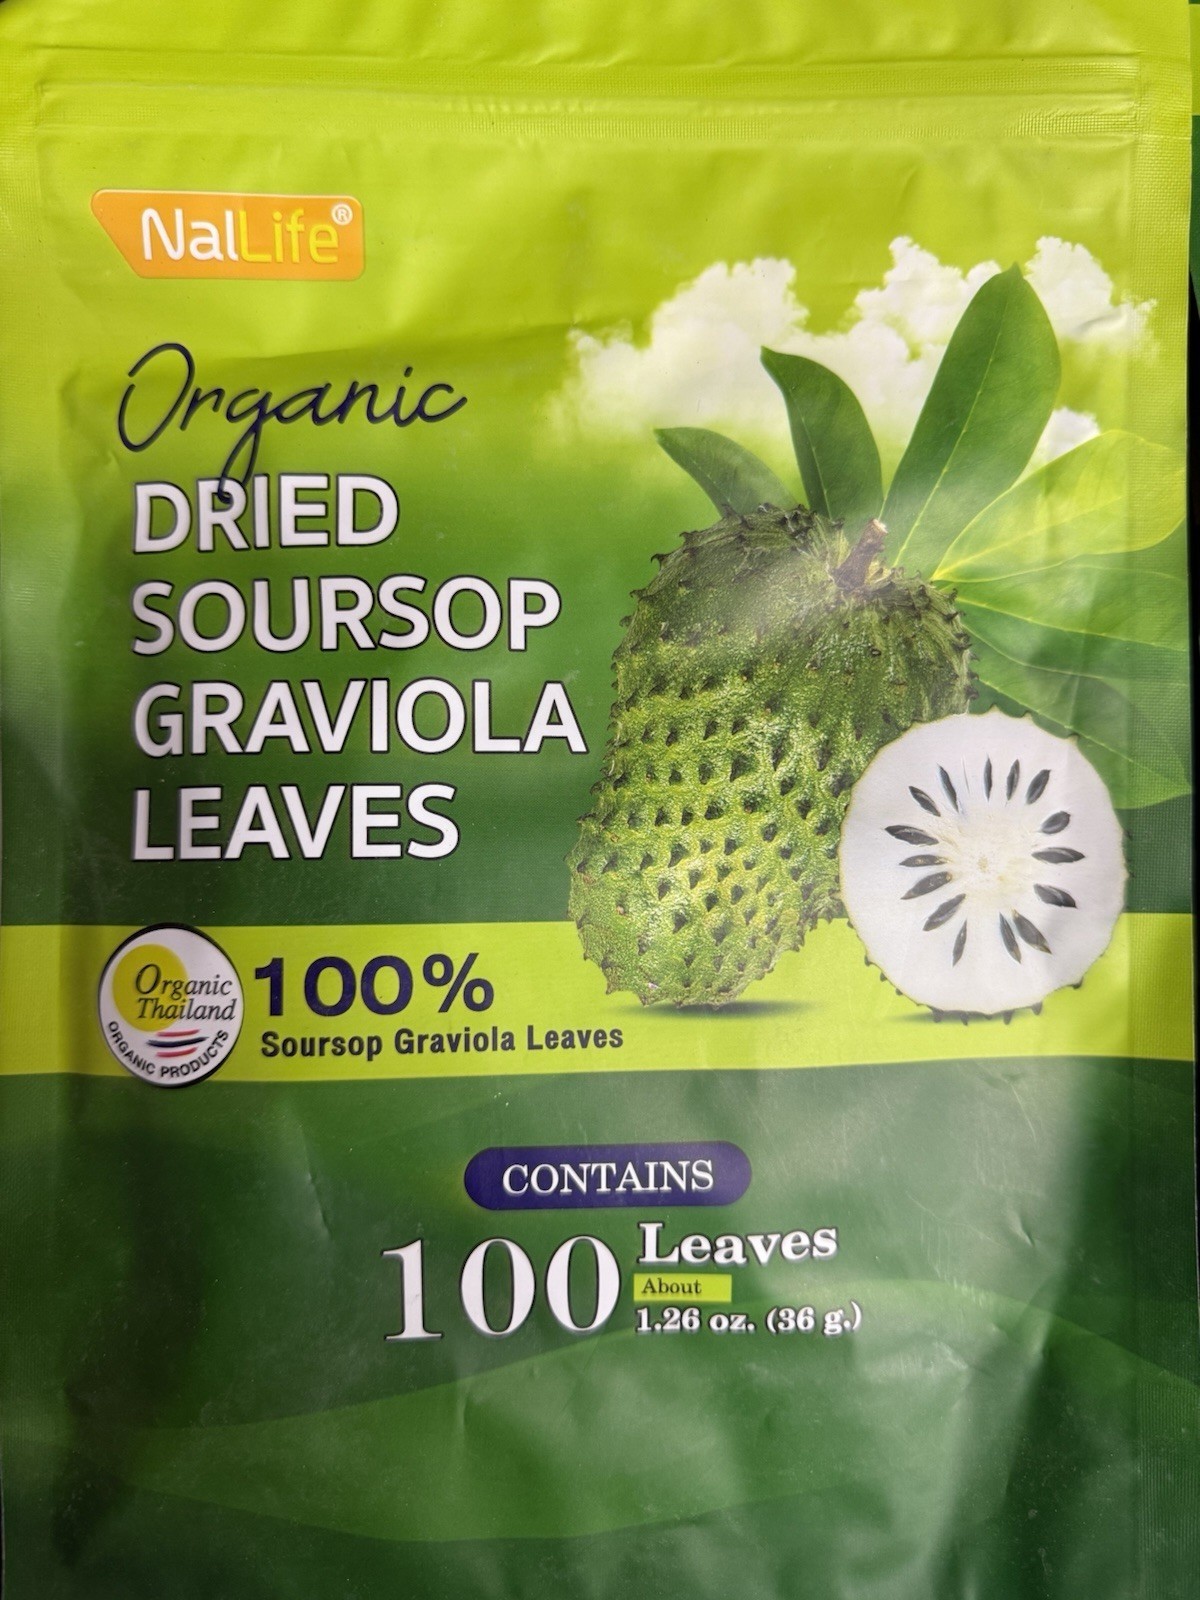 NalLife®
Organic
DRIED
SOURSOP
GRAVIOLA
LEAVES
Organic
Thailand
ORGANIC PRODUCTS
100%
Soursop Graviola Leaves
CONTAINS
100 Leaves
About
1.26 oz. (36 g.)